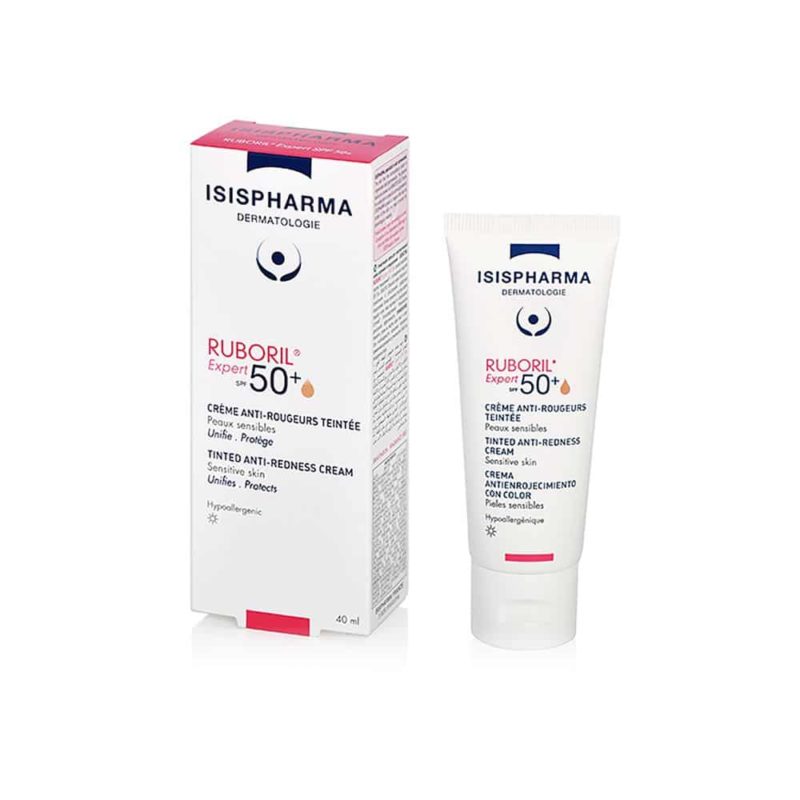 ISISPHARMA
RUBORIL® Expert SPF 50+
ISISPHARMA
DERMATOLOGIE
RUBORIL®
Expert
SPF 50+
CRÈME ANTI-ROUGEURS TEINTÉE
Peaux sensibles
Unifie . Protège
TINTED ANTI-REDNESS CREAM
Sensitive skin
Unifies . Protects
Hypoallergenic
40 ml
ISISPHARMA
DERMATOLOGIE
RUBORIL®
Expert
SPF 50+
CRÈME ANTI-ROUGEURS
TEINTÉE
Peaux sensibles
TINTED ANTI-REDNESS
CREAM
Sensitive skin
CREMA
ANTIENROJECIMIENTO
CON COLOR
Pieles sensibles
Hypoallergénique